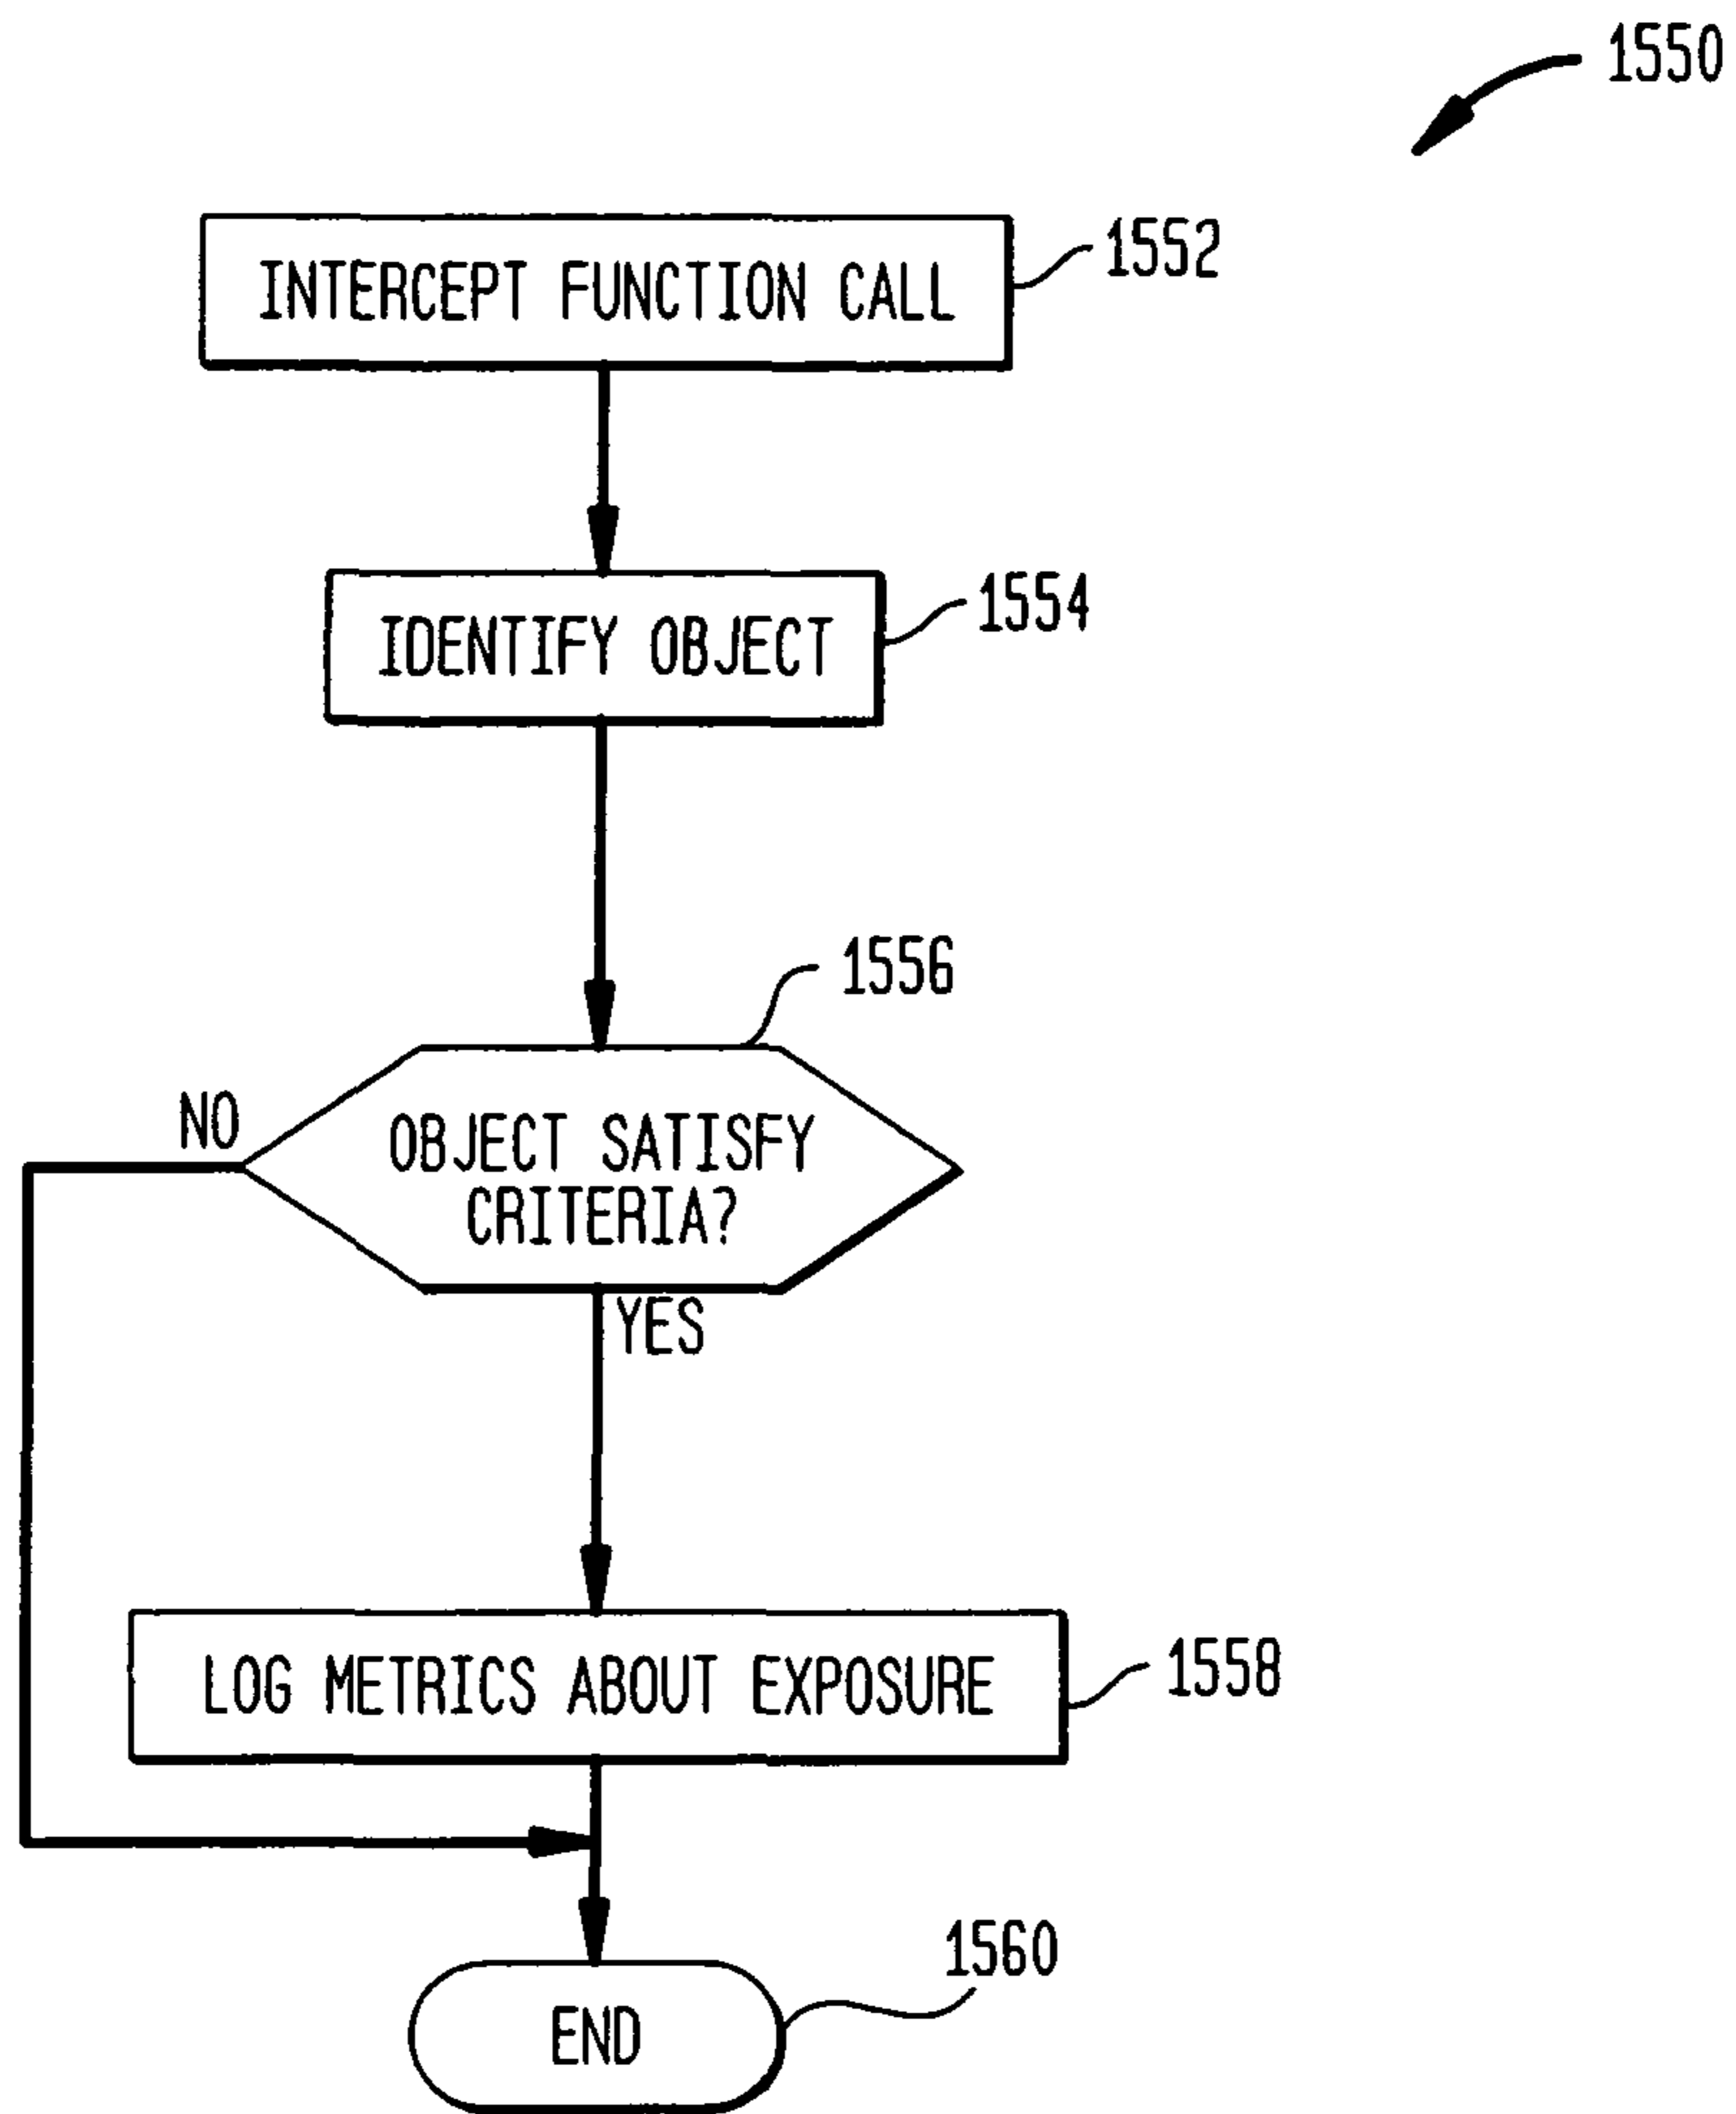 1550
INTERCEPT FUNCTION CALL
1552
IDENTIFY OBJECT
1554
1556
NO
OBJECT SATISFY
CRITERIA?
YES
LOG METRICS ABOUT EXPOSURE
1558
1560
END